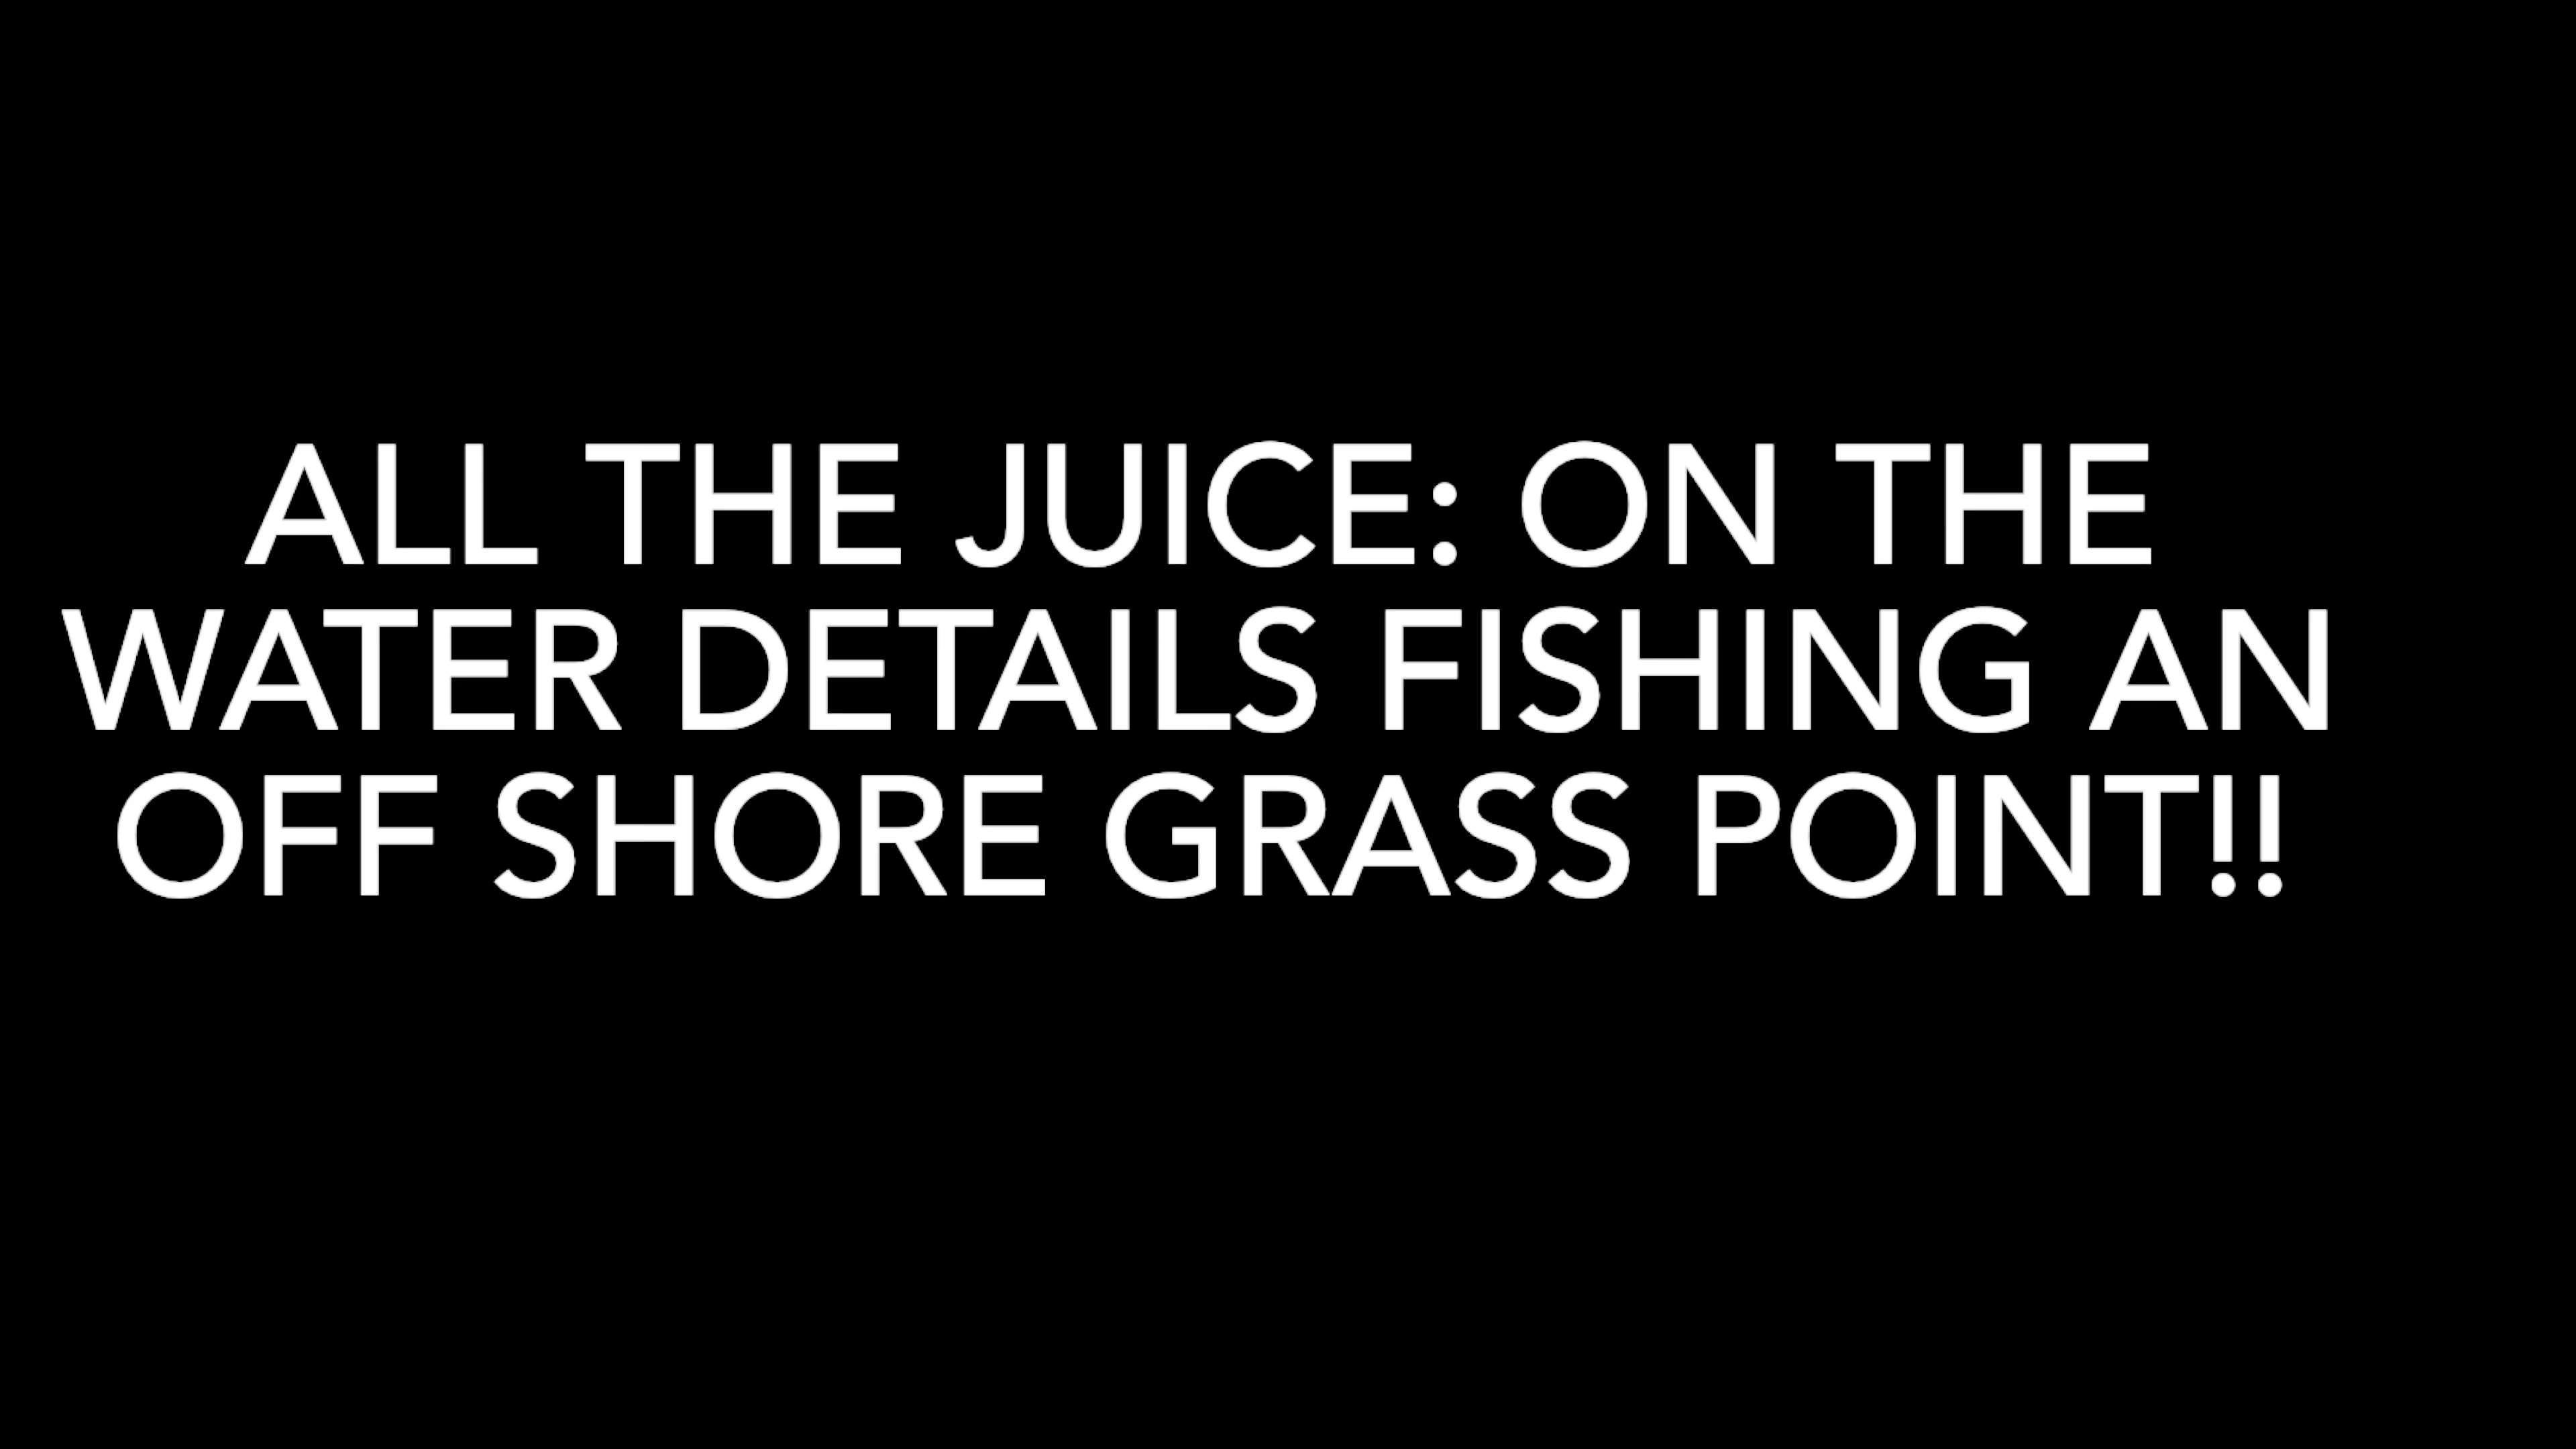 ALL THE JUICE: ON THE
WATER DETAILS FISHING AN
OFF SHORE GRASS POINT!!